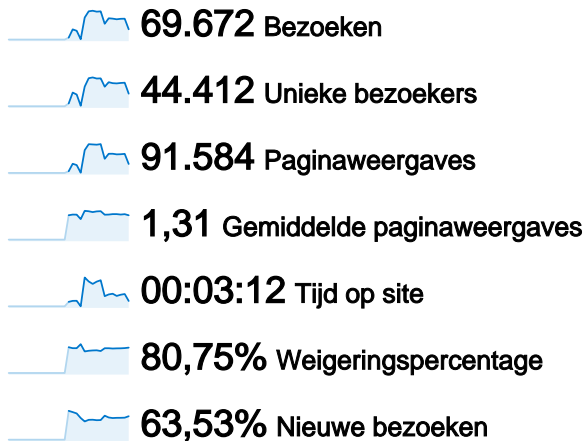 69.672 Bezoeken
44.412 Unieke bezoekers
91.584 Paginaweergaves
1,31 Gemiddelde paginaweergaves
00:03:12 Tijd op site
80,75% Weigeringspercentage
63,53% Nieuwe bezoeken